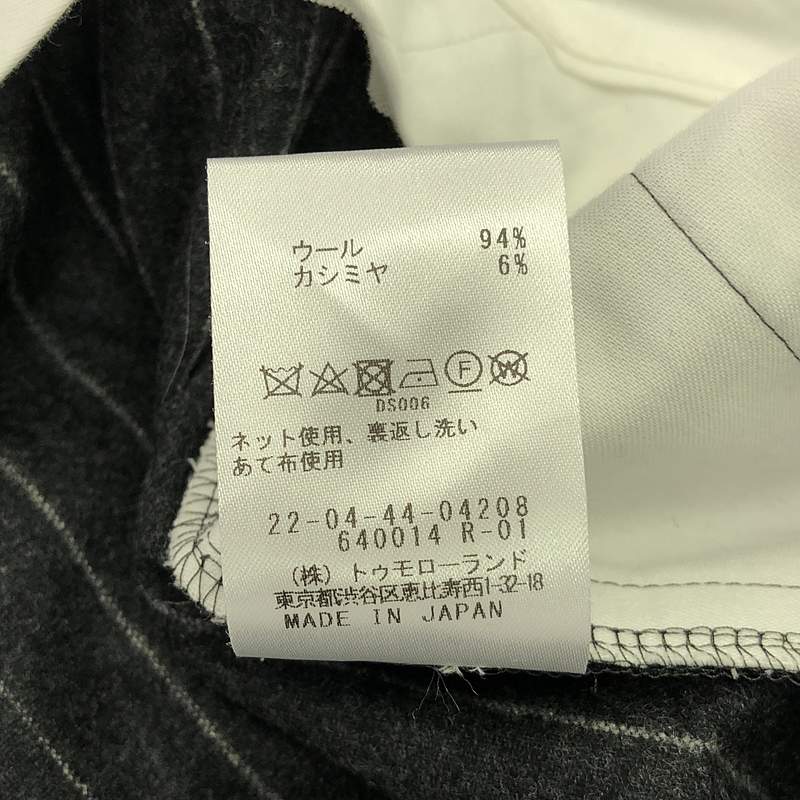 ウール 94%
カシミヤ 6%
F W
DS006
ネット使用、裏返し洗い
あて布使用
22-04-44-04208
640014 R-01
(株) トゥモローランド
東京都渋谷区恵比寿西1-32-18
MADE IN JAPAN